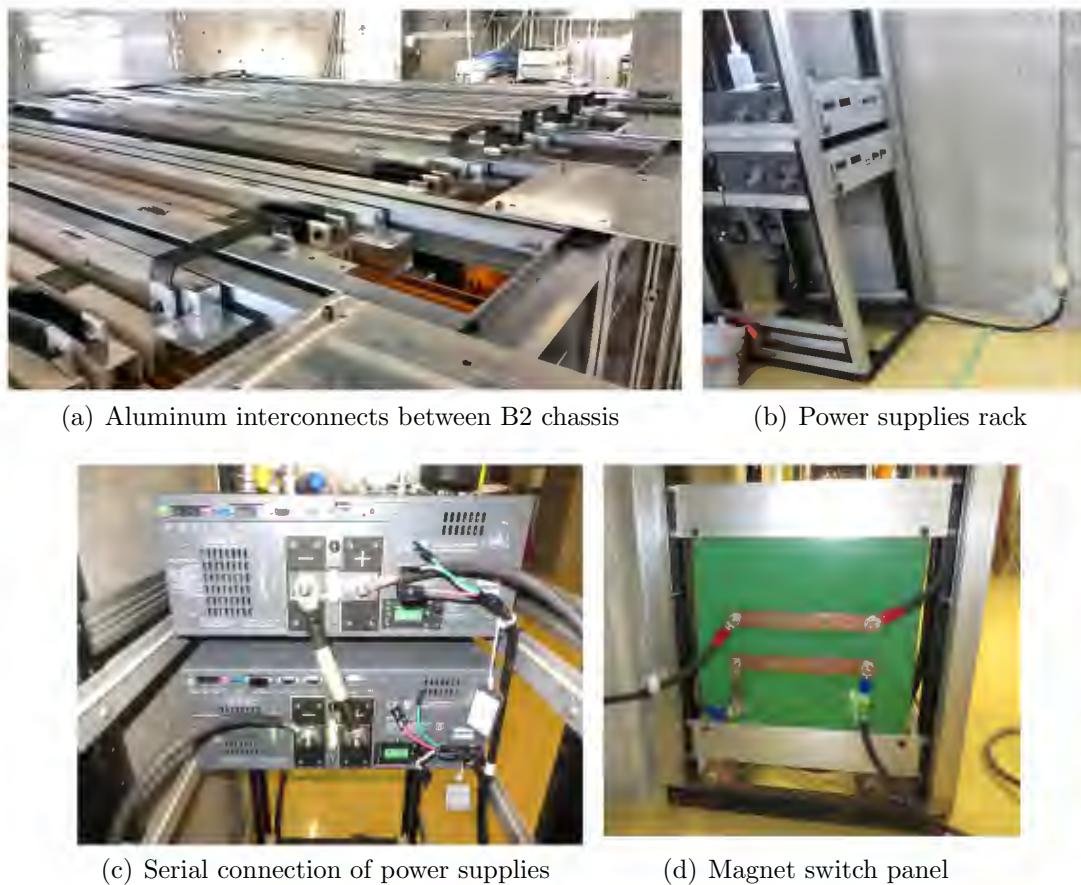 (a) Aluminum interconnects between B2 chassis
(b) Power supplies rack
− +
− +
(c) Serial connection of power supplies
(d) Magnet switch panel